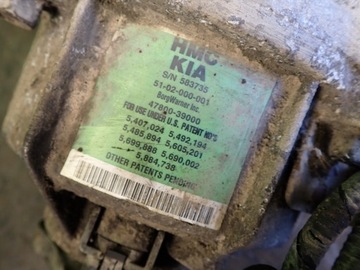 HMC
KIA
S/N 583735
51-02-000-001
BorgWarner Inc.
47800-39000
FOR USE UNDER U.S. PATENT NO'S
5,407,024 5,492,194
5,485,894 5,605,201
5,699,888 5,690,002
5,884,738
OTHER PATENTS PENDING